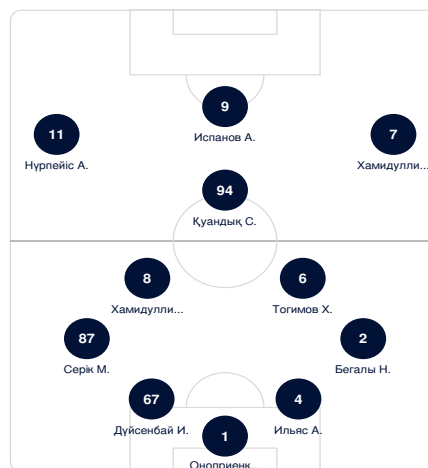 9
Испанов А.
11
Нүрпейіс А.
7
Хамидулли...
94
Қуандық С.
8
Хамидулли...
6
Тогимов Х.
87
Серік М.
2
Бегалы Н.
67
Дүйсенбай И.
4
Ильяс А.
1
Оноприенк...